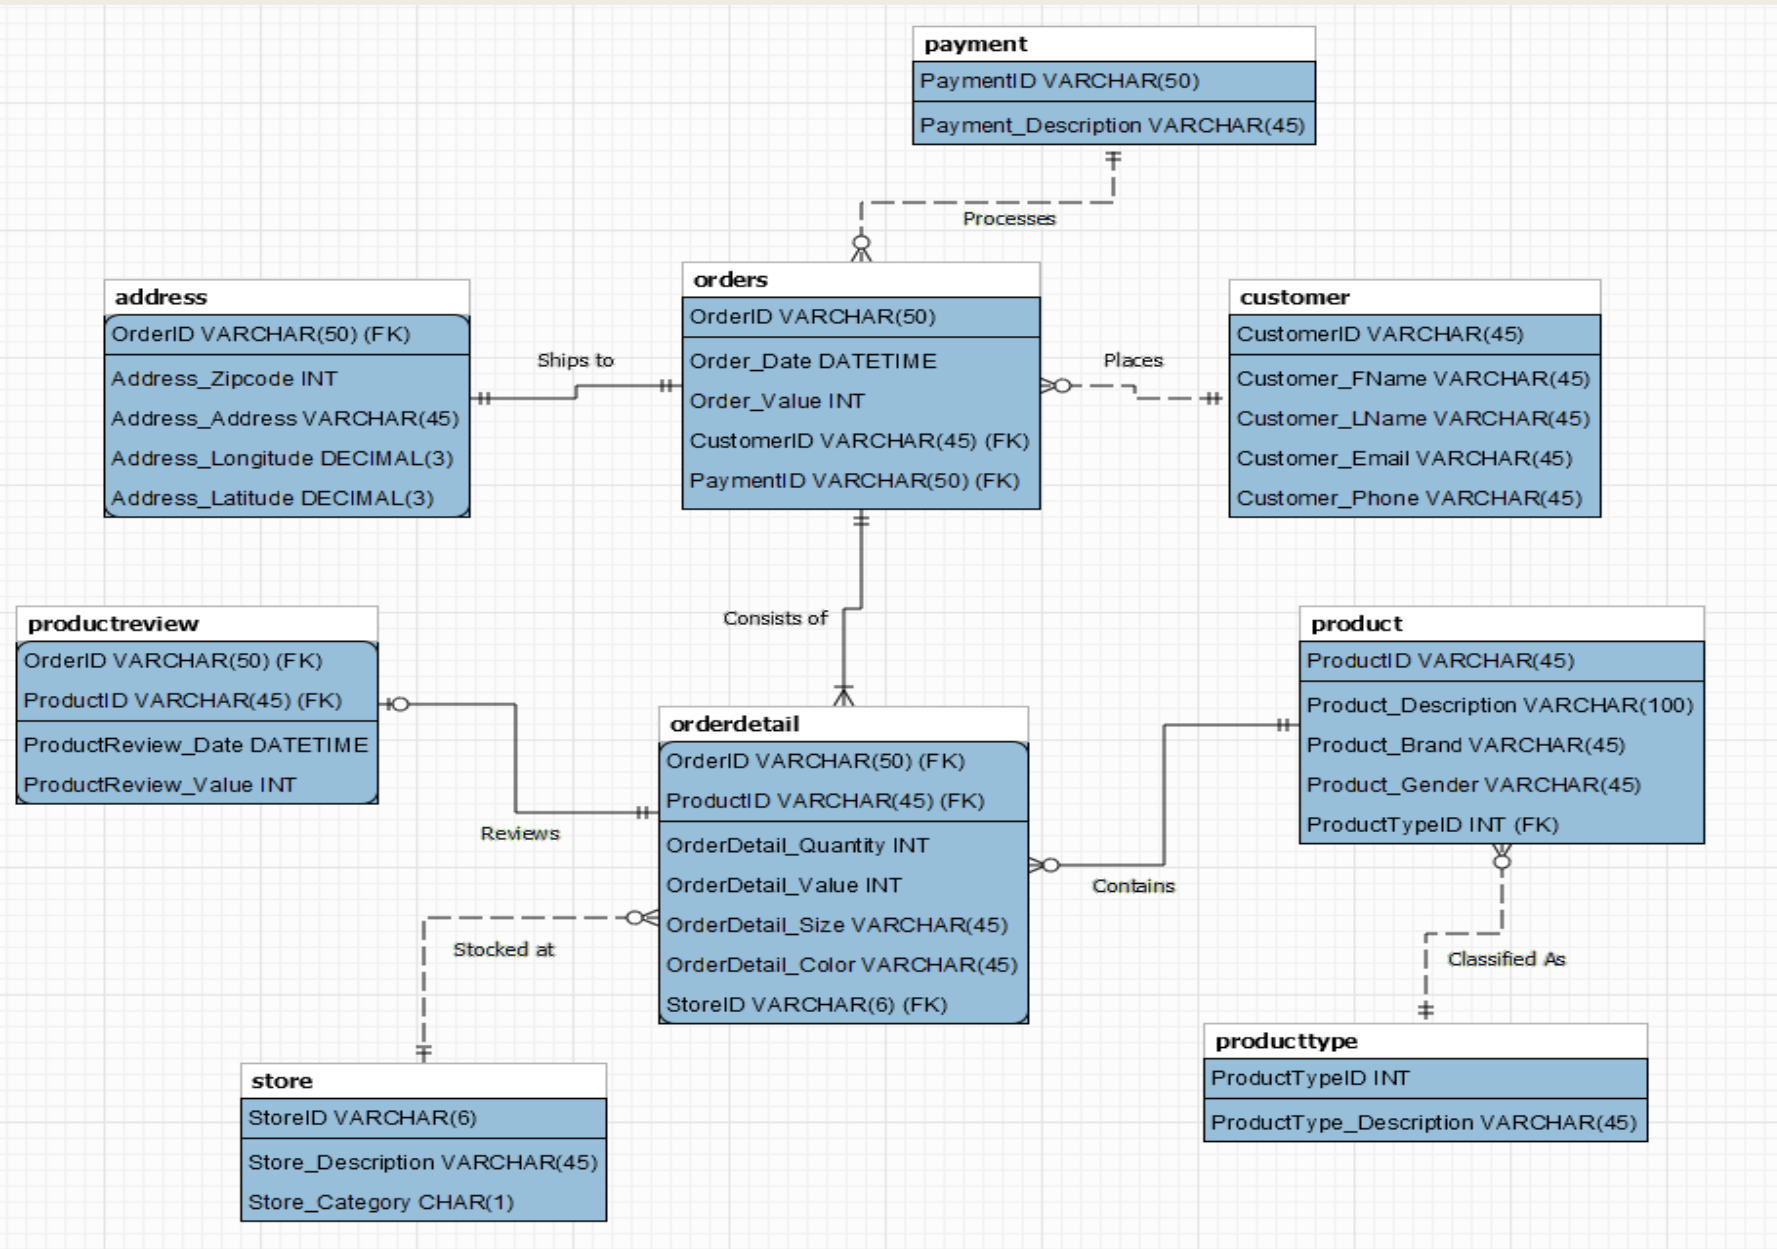 payment
PaymentID VARCHAR(50)
Payment_Description VARCHAR(45)
Processes
address
OrderID VARCHAR(50) (FK)
Address_Zipcode INT
Address_Address VARCHAR(45)
Address_Longitude DECIMAL(3)
Address_Latitude DECIMAL(3)
Ships to
orders
OrderID VARCHAR(50)
Order_Date DATETIME
Order_Value INT
CustomerID VARCHAR(45) (FK)
PaymentID VARCHAR(50) (FK)
Places
customer
CustomerID VARCHAR(45)
Customer_FName VARCHAR(45)
Customer_LName VARCHAR(45)
Customer_Email VARCHAR(45)
Customer_Phone VARCHAR(45)
productreview
OrderID VARCHAR(50) (FK)
ProductID VARCHAR(45) (FK)
ProductReview_Date DATETIME
ProductReview_Value INT
Reviews
Consists of
orderdetail
OrderID VARCHAR(50) (FK)
ProductID VARCHAR(45) (FK)
OrderDetail_Quantity INT
OrderDetail_Value INT
OrderDetail_Size VARCHAR(45)
OrderDetail_Color VARCHAR(45)
StoreID VARCHAR(6) (FK)
Contains
product
ProductID VARCHAR(45)
Product_Description VARCHAR(100)
Product_Brand VARCHAR(45)
Product_Gender VARCHAR(45)
ProductTypeID INT (FK)
Stocked at
Classified As
store
StoreID VARCHAR(6)
Store_Description VARCHAR(45)
Store_Category CHAR(1)
producttype
ProductTypeID INT
ProductType_Description VARCHAR(45)